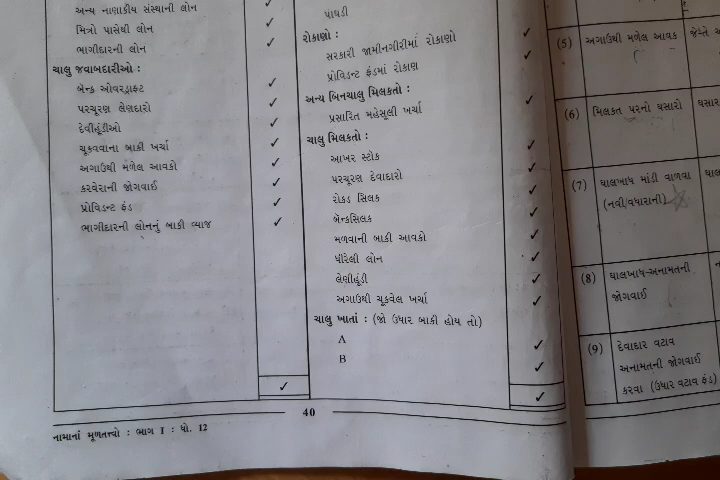 અન્ય નાણાકીય સંસ્થાની લોન ✓
મિત્રો પાસેથી લોન ✓
ભાગીદારની લોન ✓
ચાલુ જવાબદારીઓ :
બૅન્ક ઓવરડ્રાફ્ટ ✓
પરચૂરણ લેણદારો ✓
દેવીહૂંડીઓ ✓
ચૂકવવાના બાકી ખર્ચા ✓
અગાઉથી મળેલ આવકો ✓
કરવેરાની જોગવાઈ ✓
પ્રોવિડન્ટ ફંડ ✓
ભાગીદારની લોનનું બાકી વ્યાજ ✓
✓
પાઘડી
રોકાણો : ✓
સરકારી જામીનગીરીમાં રોકાણો ✓
પ્રોવિડન્ટ ફંડમાં રોકાણ
અન્ય બિનચાલુ મિલકતો : ✓
પ્રસારિત મહેસૂલી ખર્ચા
ચાલુ મિલકતો :
આખર સ્ટોક ✓
પરચૂરણ દેવાદારો ✓
રોકડ સિલક ✓
બૅન્કસિલક ✓
મળવાની બાકી આવકો ✓
ધીરેલી લોન ✓
લેણીહૂંડી ✓
અગાઉથી ચૂકવેલ ખર્ચા ✓
ચાલુ ખાતાં : (જો ઉધાર બાકી હોય તો)
A ✓
B ✓
✓
40
નામાનાં મૂળતત્ત્વો : ભાગ I : ધો. 12
(5) અગાઉથી મળેલ આવક
(6) મિલકત પરનો ઘસારો
(7) ઘાલખાધ માંડી વાળવા
(નવી/વધારાની)
(8) ઘાલખાધ-અનામતની
જોગવાઈ
(9) દેવાદાર વટાવ
અનામતની જોગવાઈ
કરવા (ઉધાર વટાવ ફંડ)